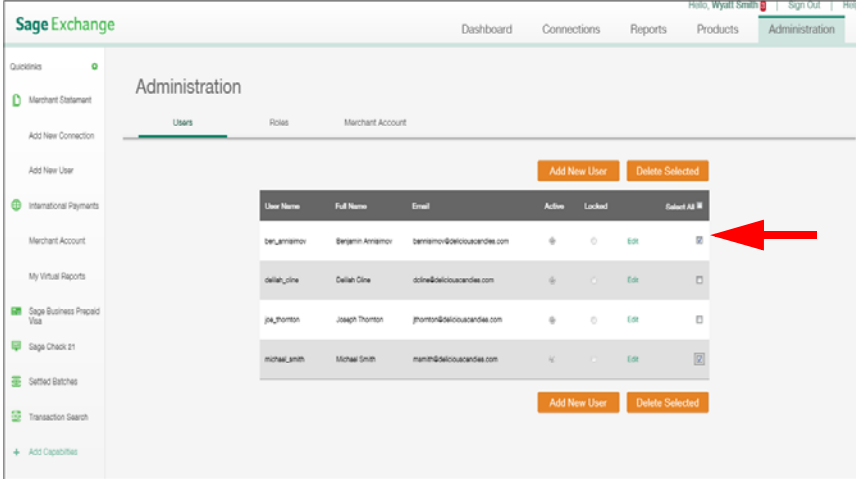 Hello, Wyatt Smith 3 | Sign Out | Help
Sage Exchange
Dashboard Connections Reports Products Administration
Quicklinks
Merchant Statement
Add New Connection
Add New User
International Payments
Merchant Account
My Virtual Reports
Sage Business Prepaid
Visa
Sage Check 21
Settled Batches
Transaction Search
+ Add Capabilities
Administration
Users Roles Merchant Account
Add New User Delete Selected
User Name Full Name Email Active Locked Select All
ben_annisimov Benjamin Annisimov bannisimov@deliciouscandies.com Edit
delilah_cline Delilah Cline dcline@deliciouscandies.com Edit
joe_thornton Joseph Thornton jthornton@deliciouscandies.com Edit
michael_smith Michael Smith msmith@deliciouscandies.com Edit
Add New User Delete Selected